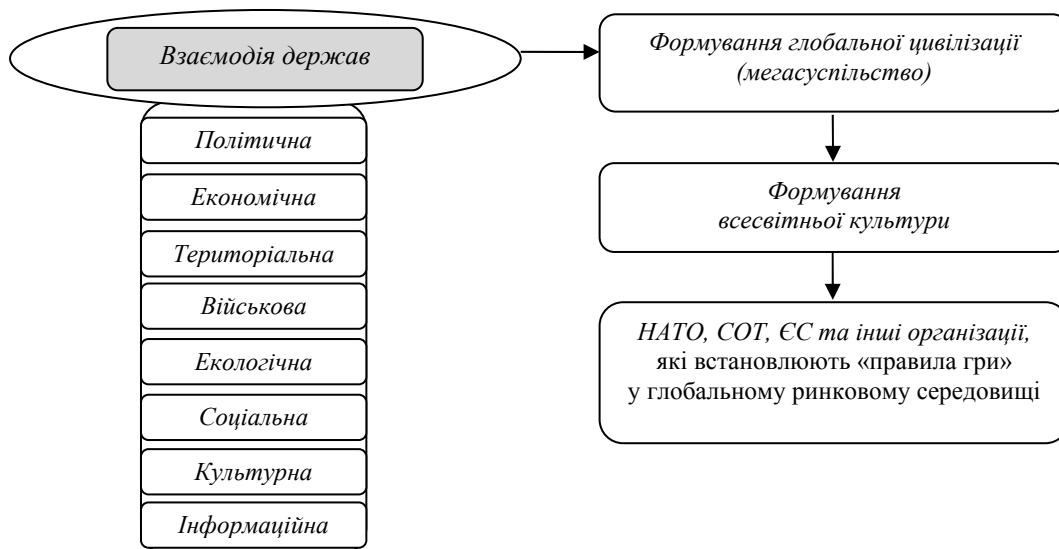 Взаємодія держав
Політична
Економічна
Територіальна
Військова
Екологічна
Соціальна
Культурна
Інформаційна
Формування глобальної цивілізації
(мегасуспільство)
Формування
всесвітньої культури
НАТО, СОТ, ЄС та інші організації,
які встановлюють «правила гри»
у глобальному ринковому середовищі